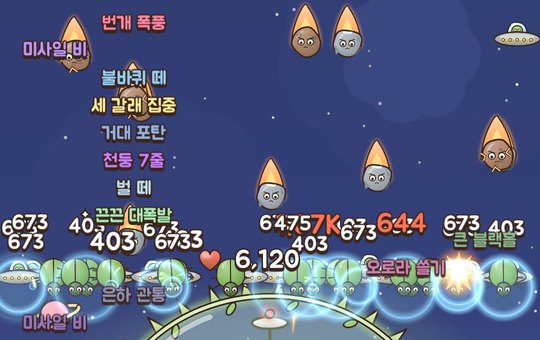 번개 폭풍
미사일 비
불바퀴 떼
세 갈래 집중
거대 포탄
천둥 7줄
벌 떼
끈끈 대폭발
673
673
403
6733
403
673
644
673
403
403
큰 블랙홀
6,120
오로라 쓸기
은하 관통
미사일 비